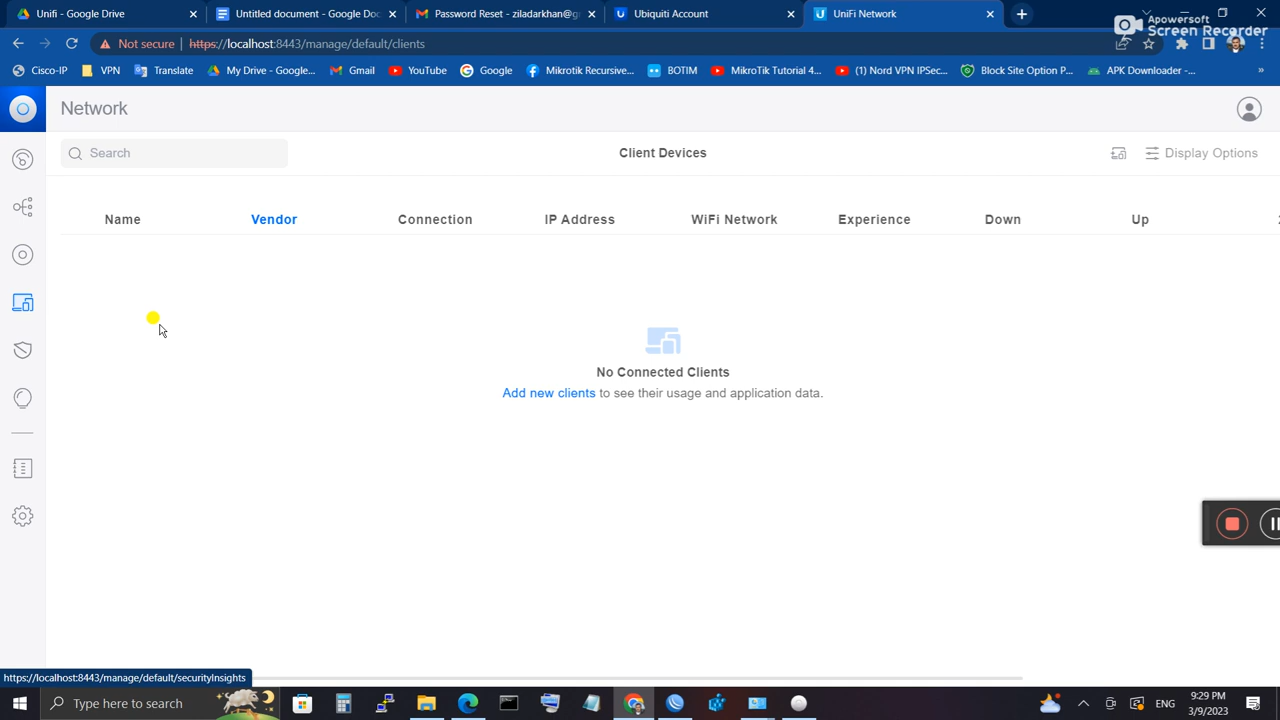 Unifi - Google Drive
Untitled document - Google Doc
Password Reset - ziladarkhan@g
Ubiquiti Account
UniFi Network
Apowersoft
Screen Recorder
Not secure
https://localhost:8443/manage/default/clients
Cisco-IP
VPN
Translate
My Drive - Google...
Gmail
YouTube
Google
Mikrotik Recursive...
BOTIM
MikroTik Tutorial 4...
(1) Nord VPN IPSec...
Block Site Option P...
APK Downloader -...
»
Network
Search
Client Devices
Display Options
Name
Vendor
Connection
IP Address
WiFi Network
Experience
Down
Up
No Connected Clients
Add new clients to see their usage and application data.
https://localhost:8443/manage/default/securityInsights
Type here to search
ENG
9:29 PM
3/9/2023